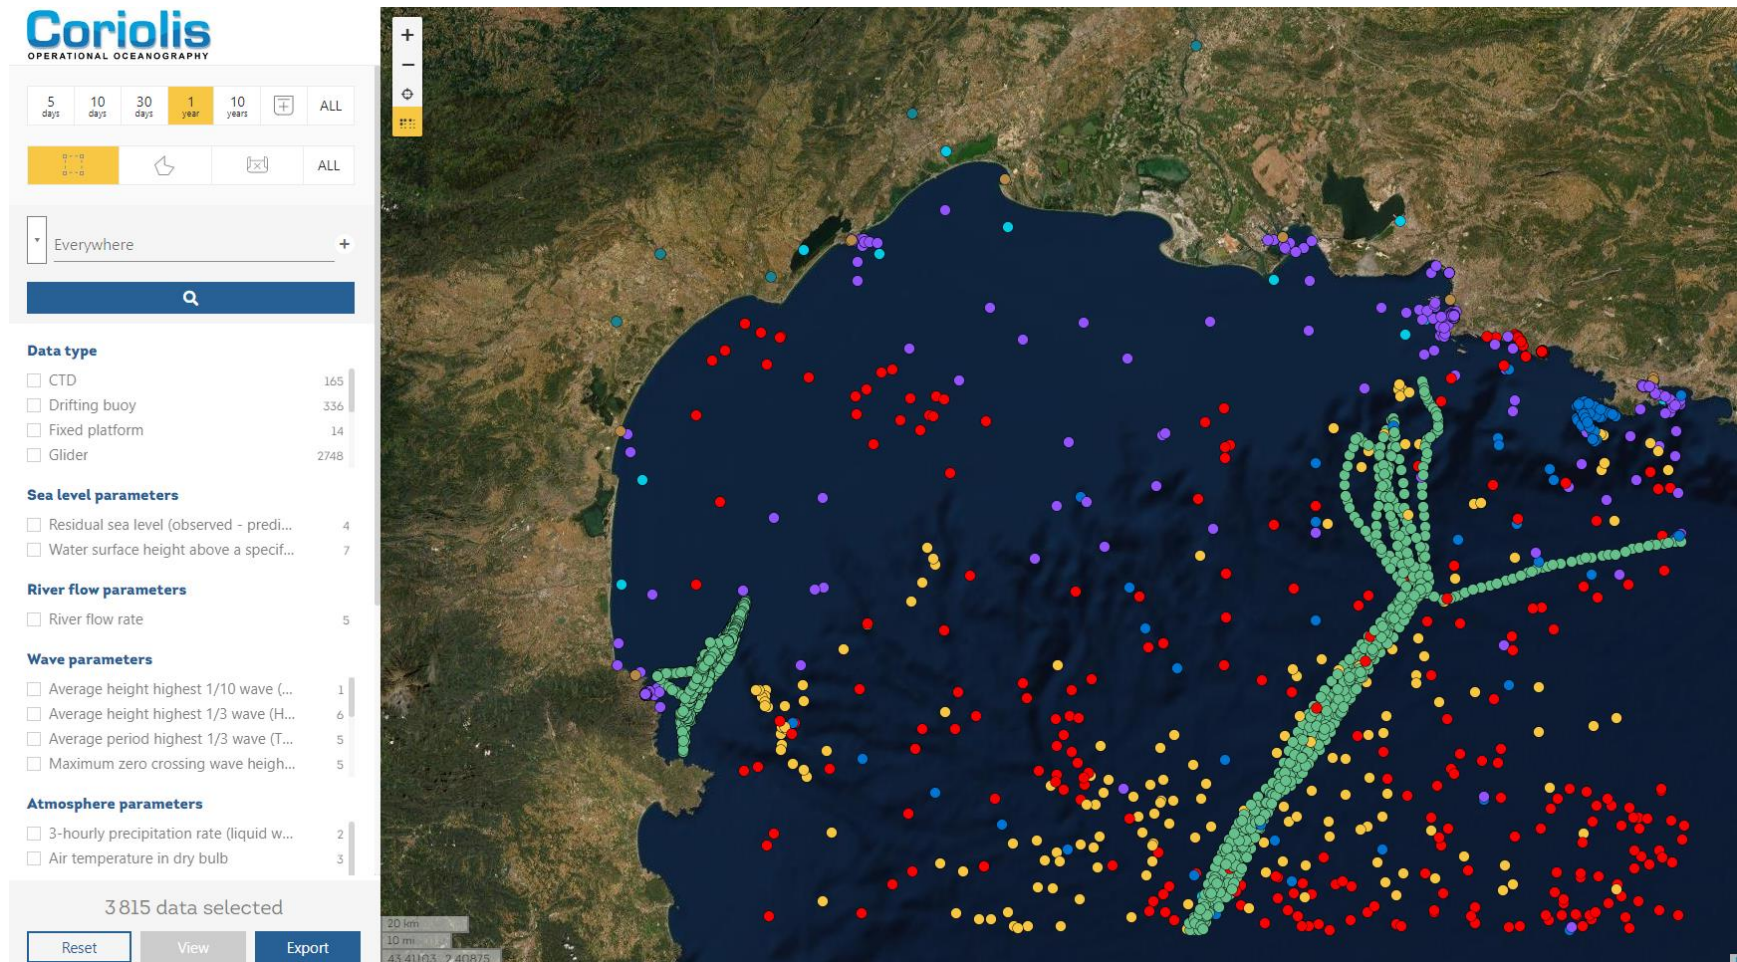 Coriolis
OPERATIONAL OCEANOGRAPHY
5 days
10 days
30 days
1 year
10 years
ALL
ALL
Everywhere
Data type
CTD 165
Drifting buoy 336
Fixed platform 14
Glider 2748
Sea level parameters
Residual sea level (observed - predi... 4
Water surface height above a specif... 7
River flow parameters
River flow rate 5
Wave parameters
Average height highest 1/10 wave (... 1
Average height highest 1/3 wave (H... 6
Average period highest 1/3 wave (T... 5
Maximum zero crossing wave heigh... 5
Atmosphere parameters
3-hourly precipitation rate (liquid w... 2
Air temperature in dry bulb 3
3 815 data selected
Reset
View
Export
20 km
10 mi